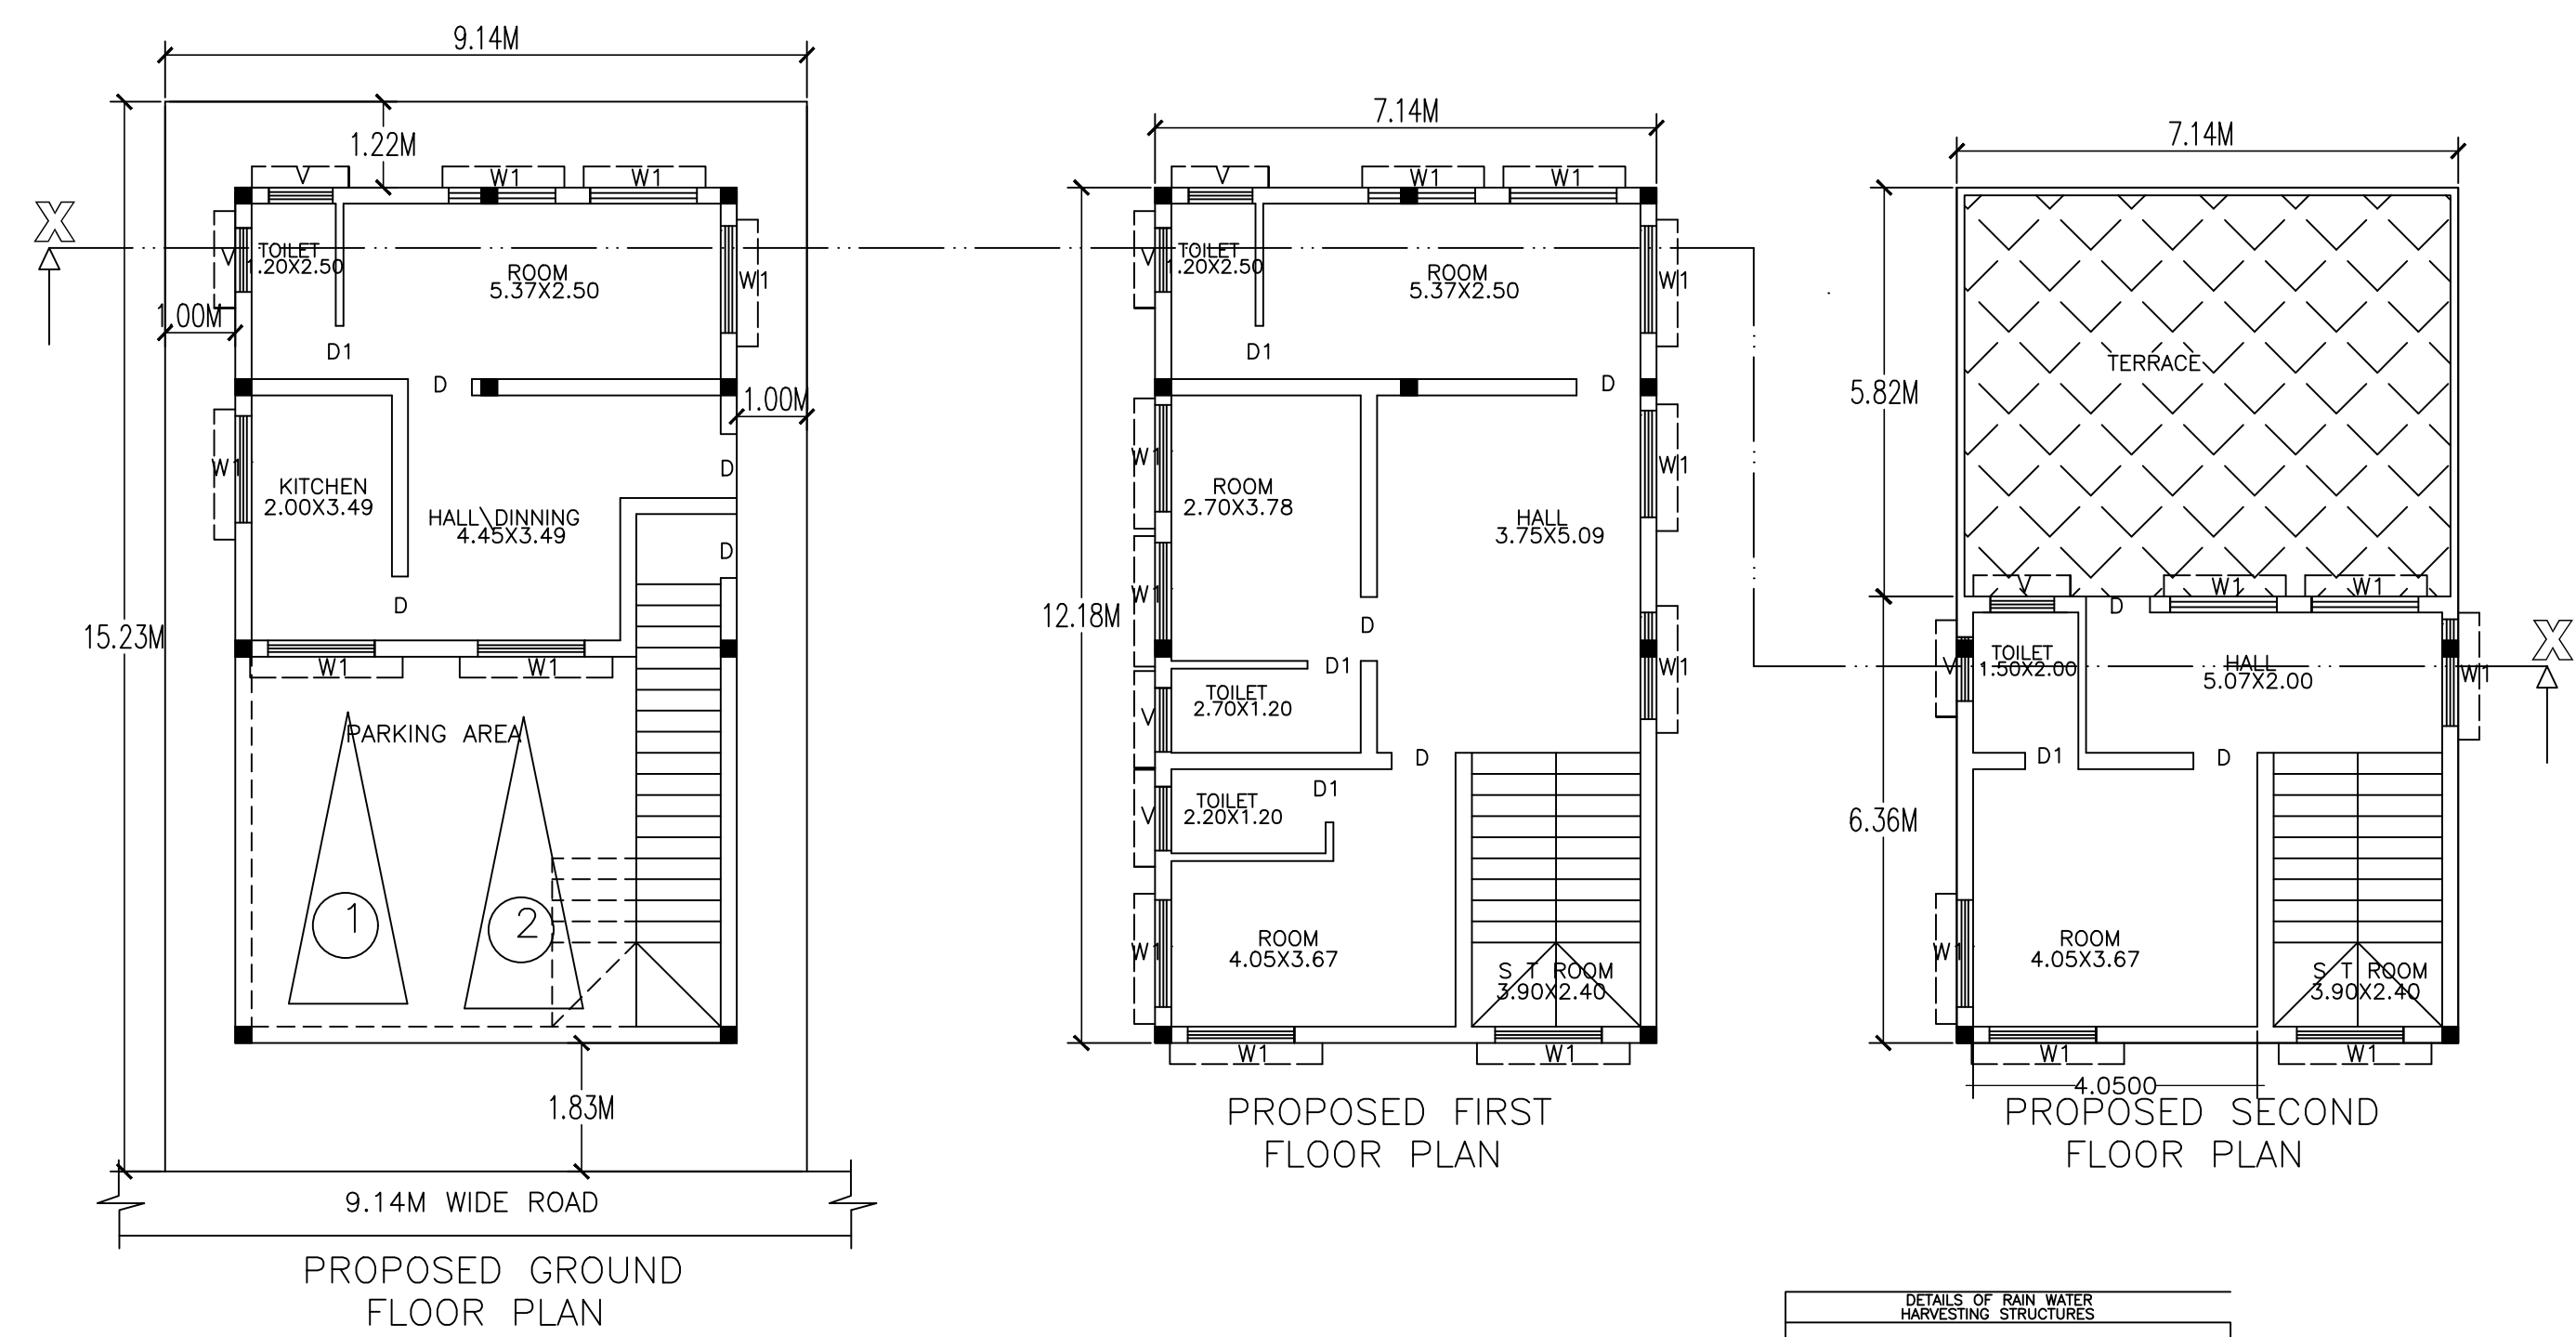 9.14M
1.22M
V
W1
W1
X
TOILET
1.20X2.50
V
ROOM
5.37X2.50
W1
1.00M
D1
D
1.00M
W1
KITCHEN
2.00X3.49
HALL\DINNING
4.45X3.49
D
D
D
15.23M
W1
W1
PARKING AREA
1
2
1.83M
9.14M WIDE ROAD
PROPOSED GROUND
FLOOR PLAN
7.14M
V
W1
W1
V
TOILET
1.20X2.50
ROOM
5.37X2.50
W1
D1
D
W1
W1
ROOM
2.70X3.78
HALL
3.75X5.09
W1
12.18M
D
D1
W1
TOILET
2.70X1.20
V
D
D1
TOILET
2.20X1.20
V
ROOM
4.05X3.67
W1
S T ROOM
3.90X2.40
W1
W1
PROPOSED FIRST
FLOOR PLAN
7.14M
TERRACE
5.82M
V
W1
W1
D
X
TOILET
1.50X2.00
V
HALL
5.07X2.00
W1
D1
D
6.36M
ROOM
4.05X3.67
W1
S T ROOM
3.90X2.40
W1
W1
4.0500
PROPOSED SECOND
FLOOR PLAN
DETAILS OF RAIN WATER
HARVESTING STRUCTURES